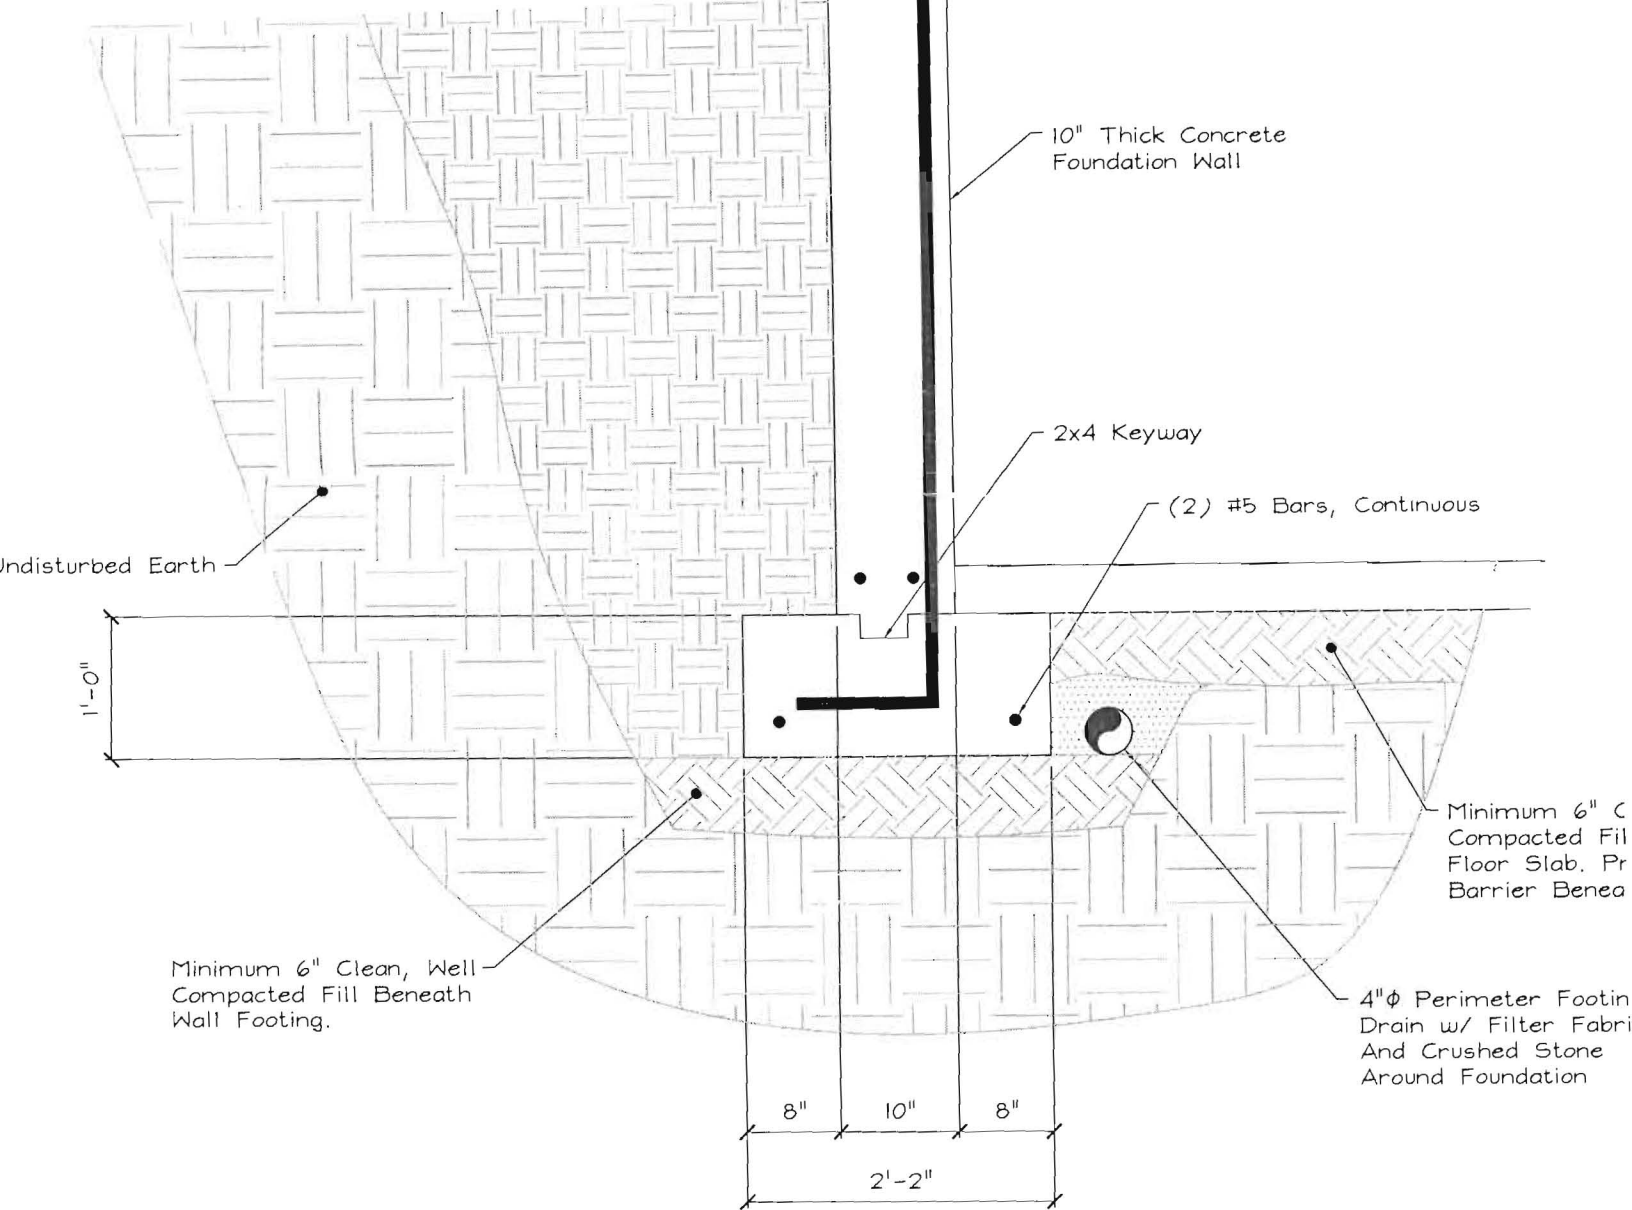 10" Thick Concrete
Foundation Wall
2x4 Keyway
(2) #5 Bars, Continuous
Undisturbed Earth
1'-0"
Minimum 6" C
Compacted Fil
Floor Slab. Pr
Barrier Benea
Minimum 6" Clean, Well
Compacted Fill Beneath
Wall Footing.
4"ϕ Perimeter Footin
Drain w/ Filter Fabri
And Crushed Stone
Around Foundation
8" 10" 8"
2'-2"